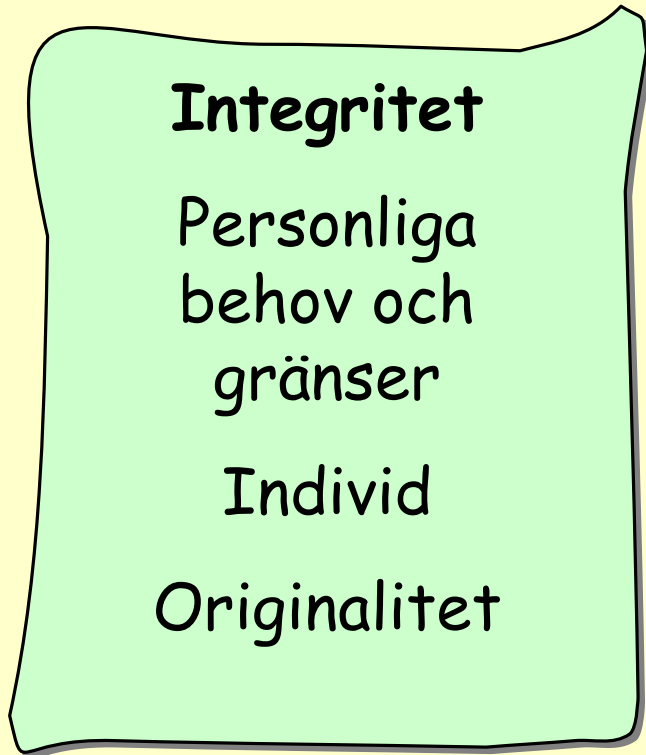 Integritet
Personliga
behov och
gränser
Individ
Originalitet